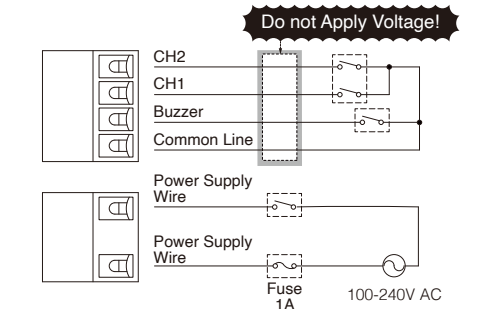 Do not Apply Voltage!
CH2
CH1
Buzzer
Common Line
Power Supply
Wire
Power Supply
Wire
Fuse
1A
100-240V AC